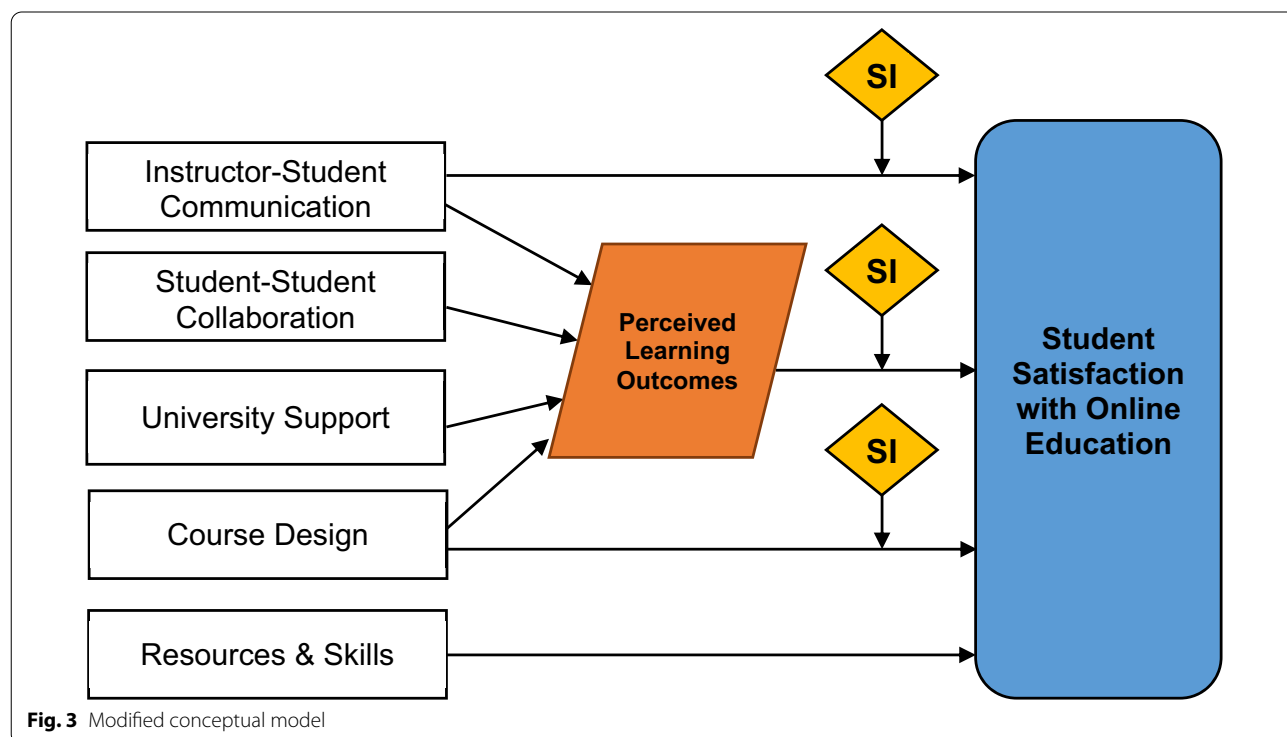 SI
Instructor-Student
Communication
SI
Student-Student
Collaboration
Perceived
Learning
Outcomes
Student
Satisfaction
with Online
Education
University Support
SI
Course Design
Resources & Skills
Fig. 3 Modified conceptual model